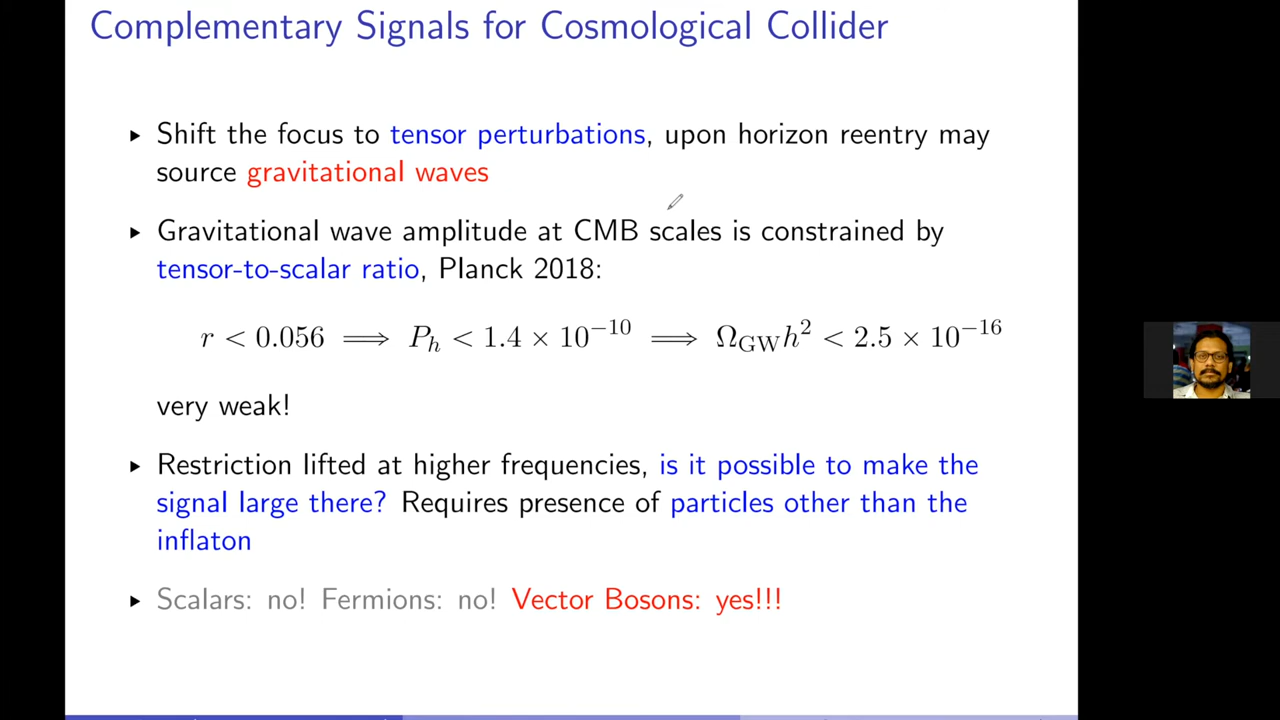 Complementary Signals for Cosmological Collider
▶ Shift the focus to tensor perturbations, upon horizon reentry may
source gravitational waves
▶ Gravitational wave amplitude at CMB scales is constrained by
tensor-to-scalar ratio, Planck 2018:
r < 0.056 ⟹ P_h < 1.4 × 10^{−10} ⟹ Ω_{GW}h^2 < 2.5 × 10^{−16}
very weak!
▶ Restriction lifted at higher frequencies, is it possible to make the
signal large there? Requires presence of particles other than the
inflaton
▶ Scalars: no! Fermions: no! Vector Bosons: yes!!!